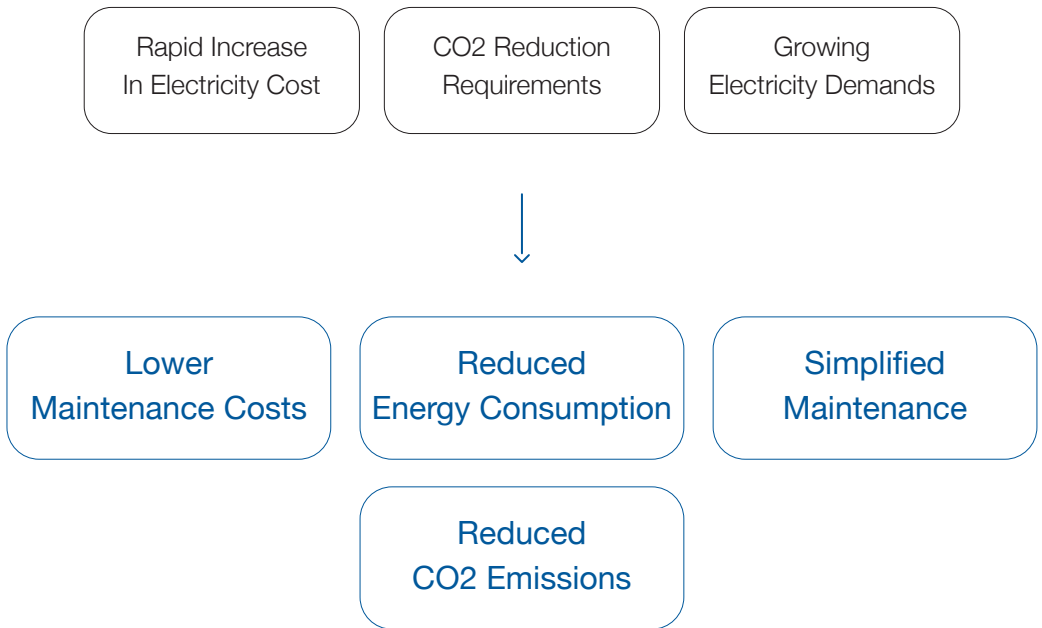 Rapid Increase
In Electricity Cost
CO2 Reduction
Requirements
Growing
Electricity Demands
Lower
Maintenance Costs
Reduced
Energy Consumption
Simplified
Maintenance
Reduced
CO2 Emissions